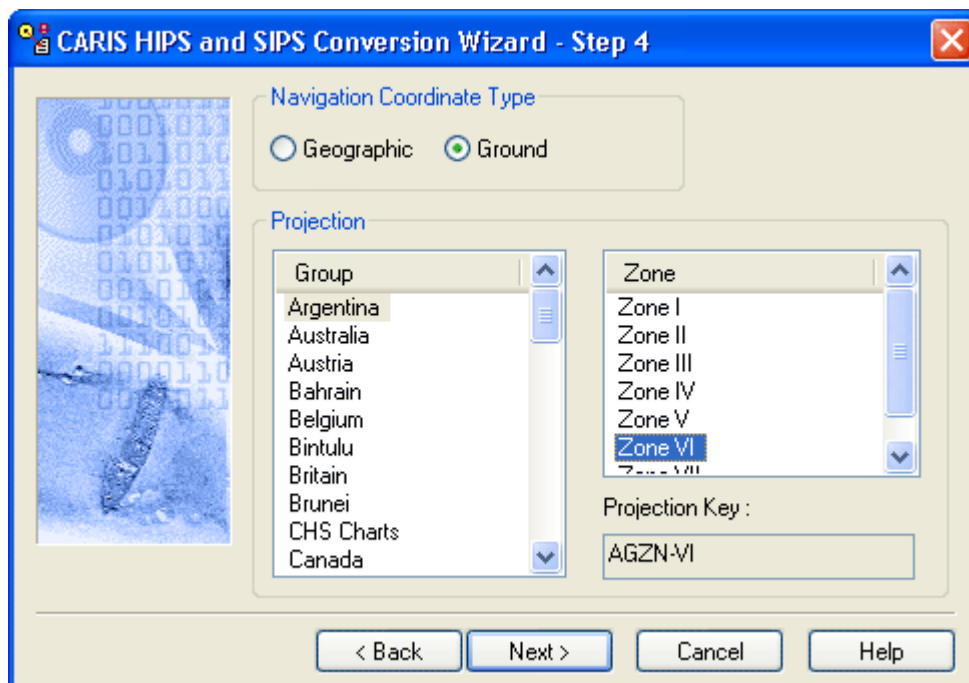 CARIS HIPS and SIPS Conversion Wizard - Step 4
Navigation Coordinate Type
Geographic
Ground
Projection
Group
Argentina
Australia
Austria
Bahrain
Belgium
Bintulu
Britain
Brunei
CHS Charts
Canada
Zone
Zone I
Zone II
Zone III
Zone IV
Zone V
Zone VI
Zone VII
Projection Key :
AGZN-VI
< Back
Next >
Cancel
Help